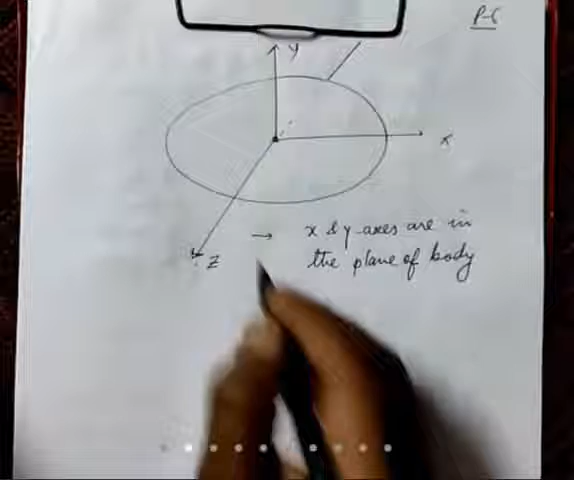 P-6
y
x
z
→ x & y axes are in
the plane of body